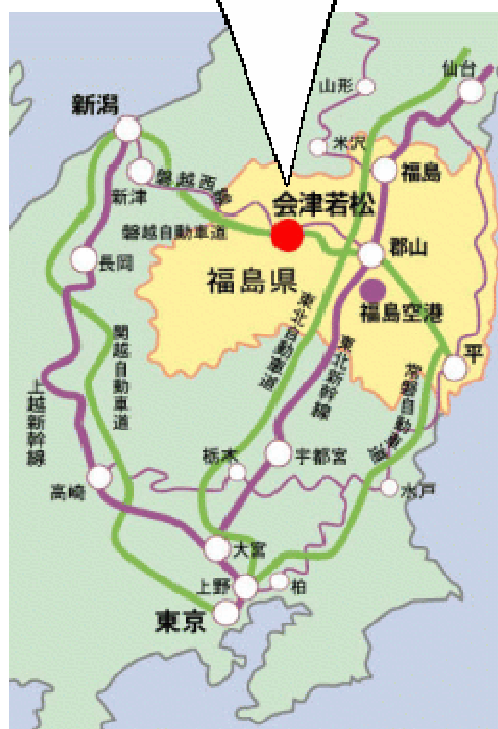 仙台
山形
新潟
米沢
福島
新津
磐越西線
会津若松
磐越自動車道
郡山
長岡
福島県
福島空港
東北自動車道
東北新幹線
平
関越自動車道
常磐自動車道
上越新幹線
栃木
宇都宮
高崎
水戸
大宮
上野
柏
東京